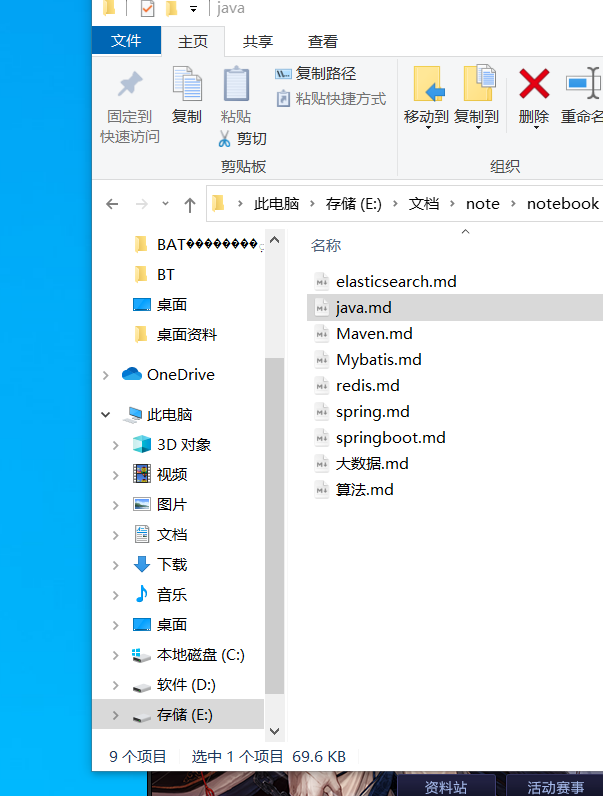 java
文件 主页 共享 查看
固定到
快速访问
复制
粘贴
复制路径
粘贴快捷方式
剪切
移动到 复制到
删除
重命名
剪贴板 组织
此电脑 存储 (E:) 文档 note notebook
BAT���������
BT
桌面
桌面资料
OneDrive
此电脑
3D 对象
视频
图片
文档
下载
音乐
桌面
本地磁盘 (C:)
软件 (D:)
存储 (E:)
名称
elasticsearch.md
java.md
Maven.md
Mybatis.md
redis.md
spring.md
springboot.md
大数据.md
算法.md
9 个项目 选中 1 个项目 69.6 KB
资料站 活动赛事